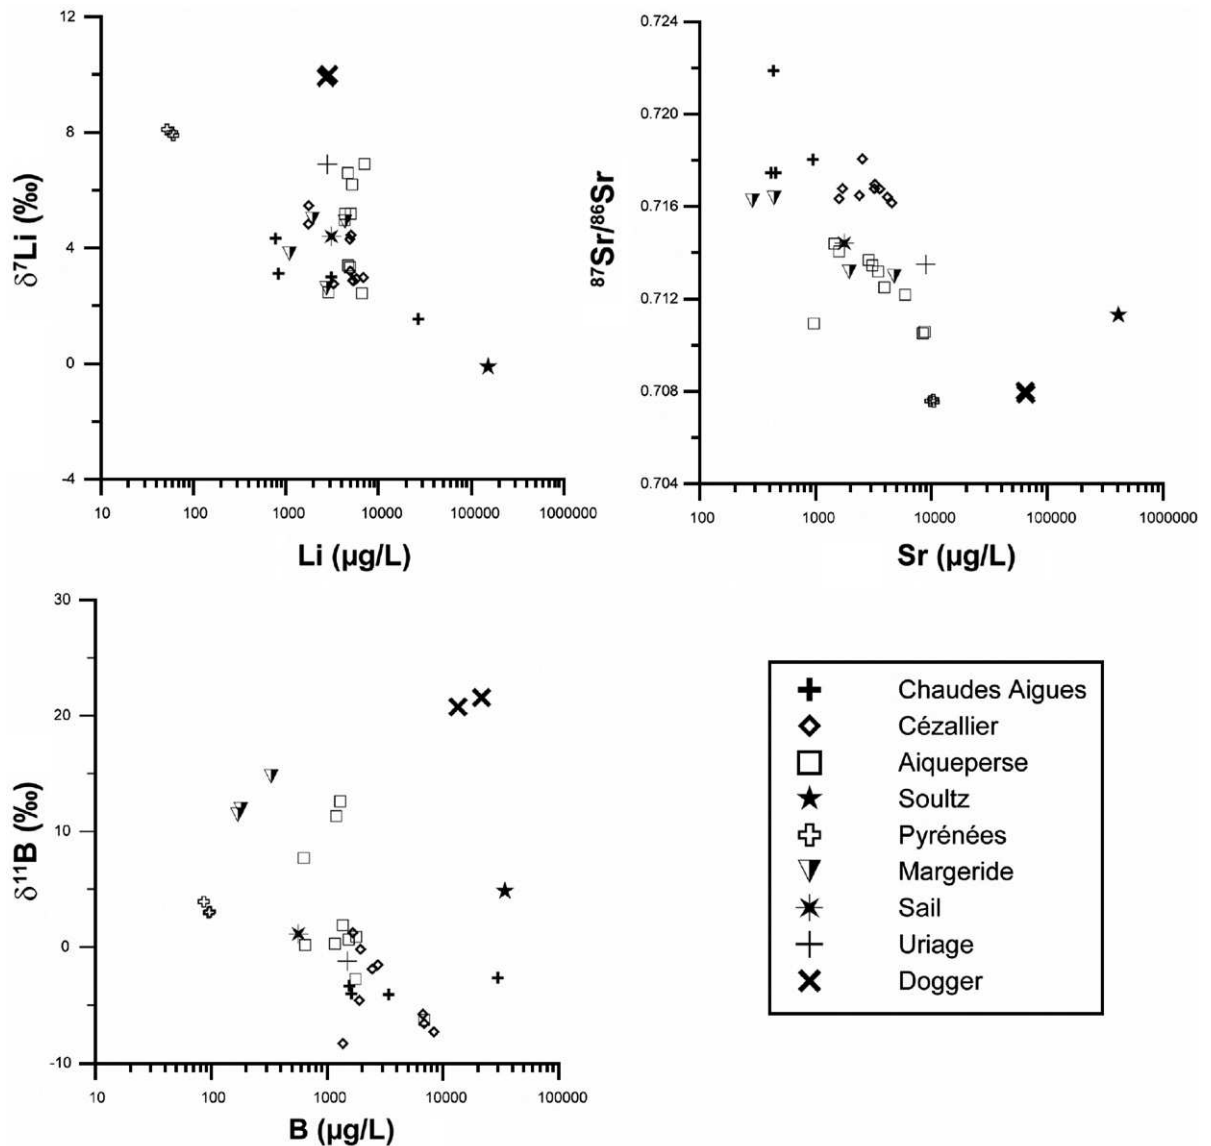 12
8
4
0
-4
δ⁷Li (‰)
10 1000 10000 100000 1000000
Li (µg/L)
0.724
0.720
0.716
0.712
0.708
0.704
⁸⁷Sr/⁸⁶Sr
100 1000 10000 100000 1000000
Sr (µg/L)
30
20
10
0
-10
δ¹¹B (‰)
10 100 1000 10000 100000
B (µg/L)
Chaudes Aigues
Cézallier
Aiqueperse
Soultz
Pyrénées
Margeride
Sail
Uriage
Dogger